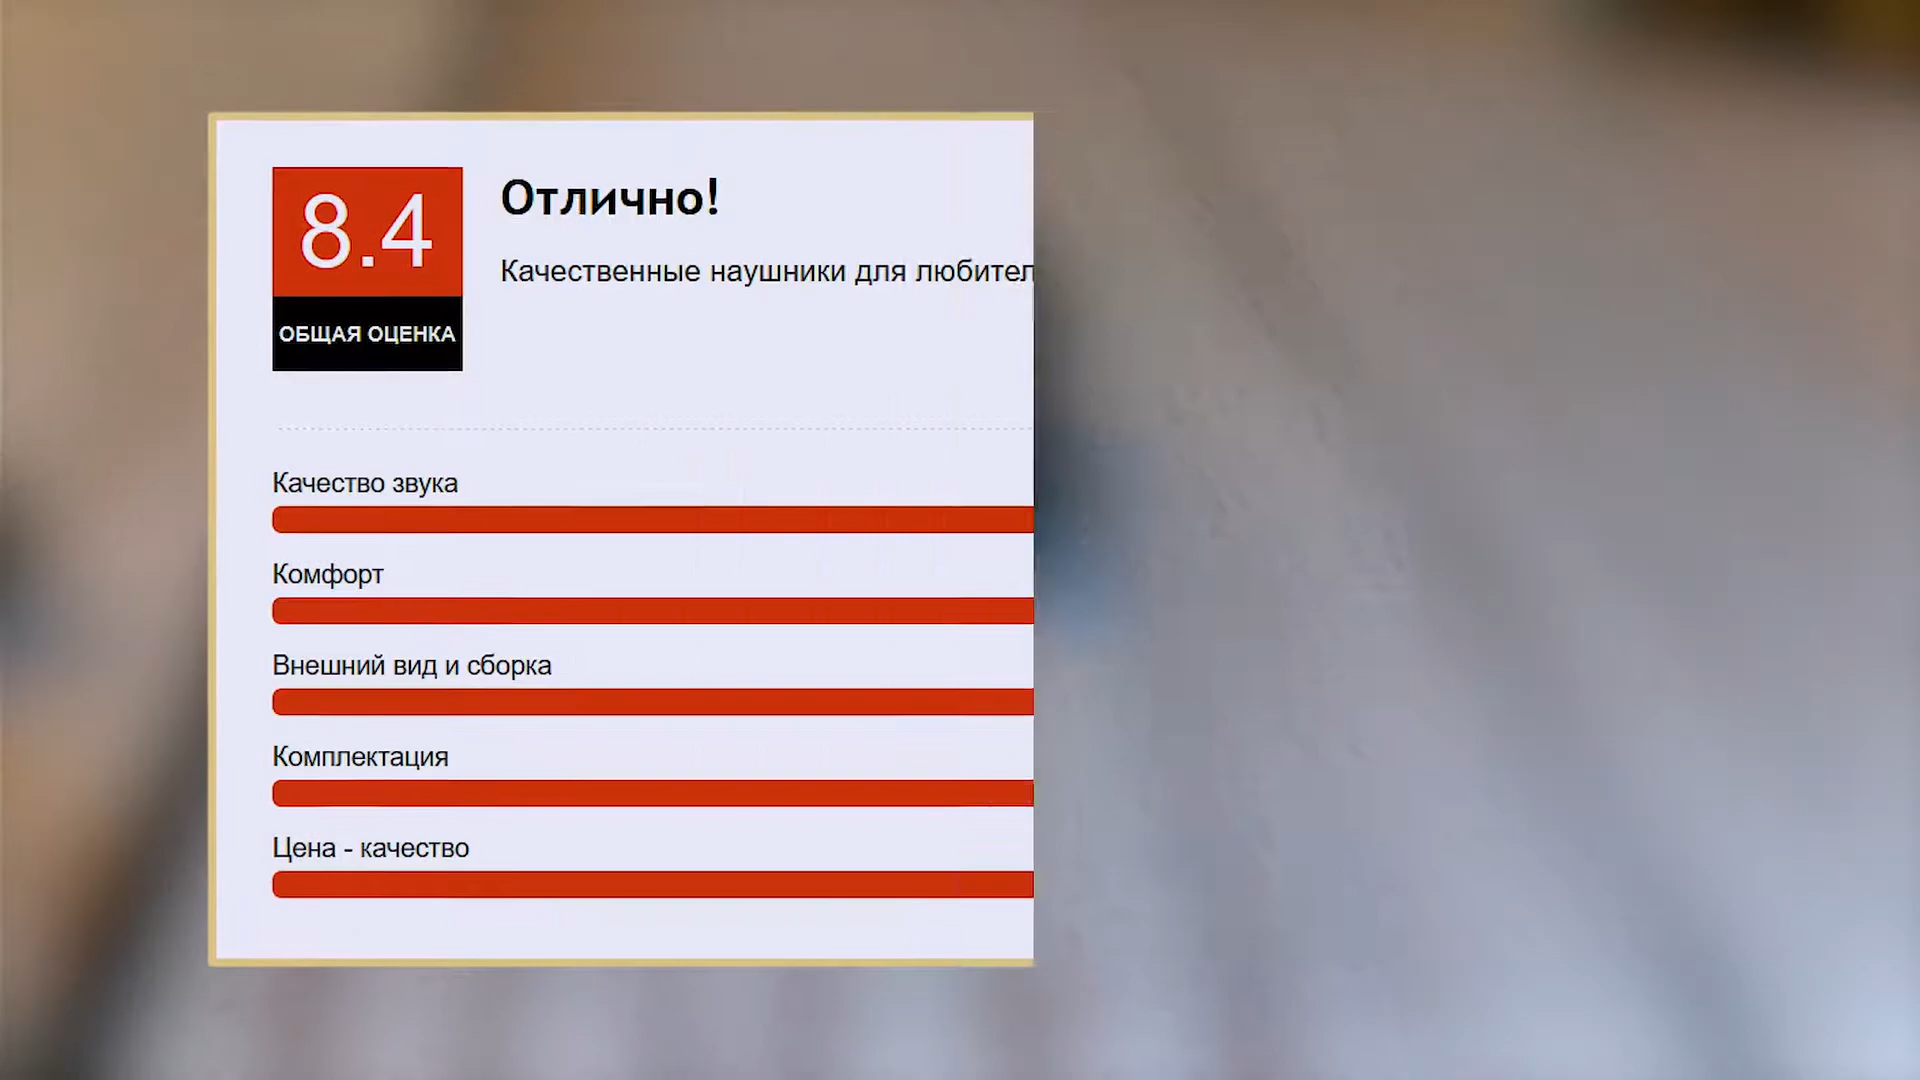 8.4
ОБЩАЯ ОЦЕНКА
Отлично!
Качественные наушники для
Качество звука
Комфорт
Внешний вид и сборка
Комплектация
Цена - качество